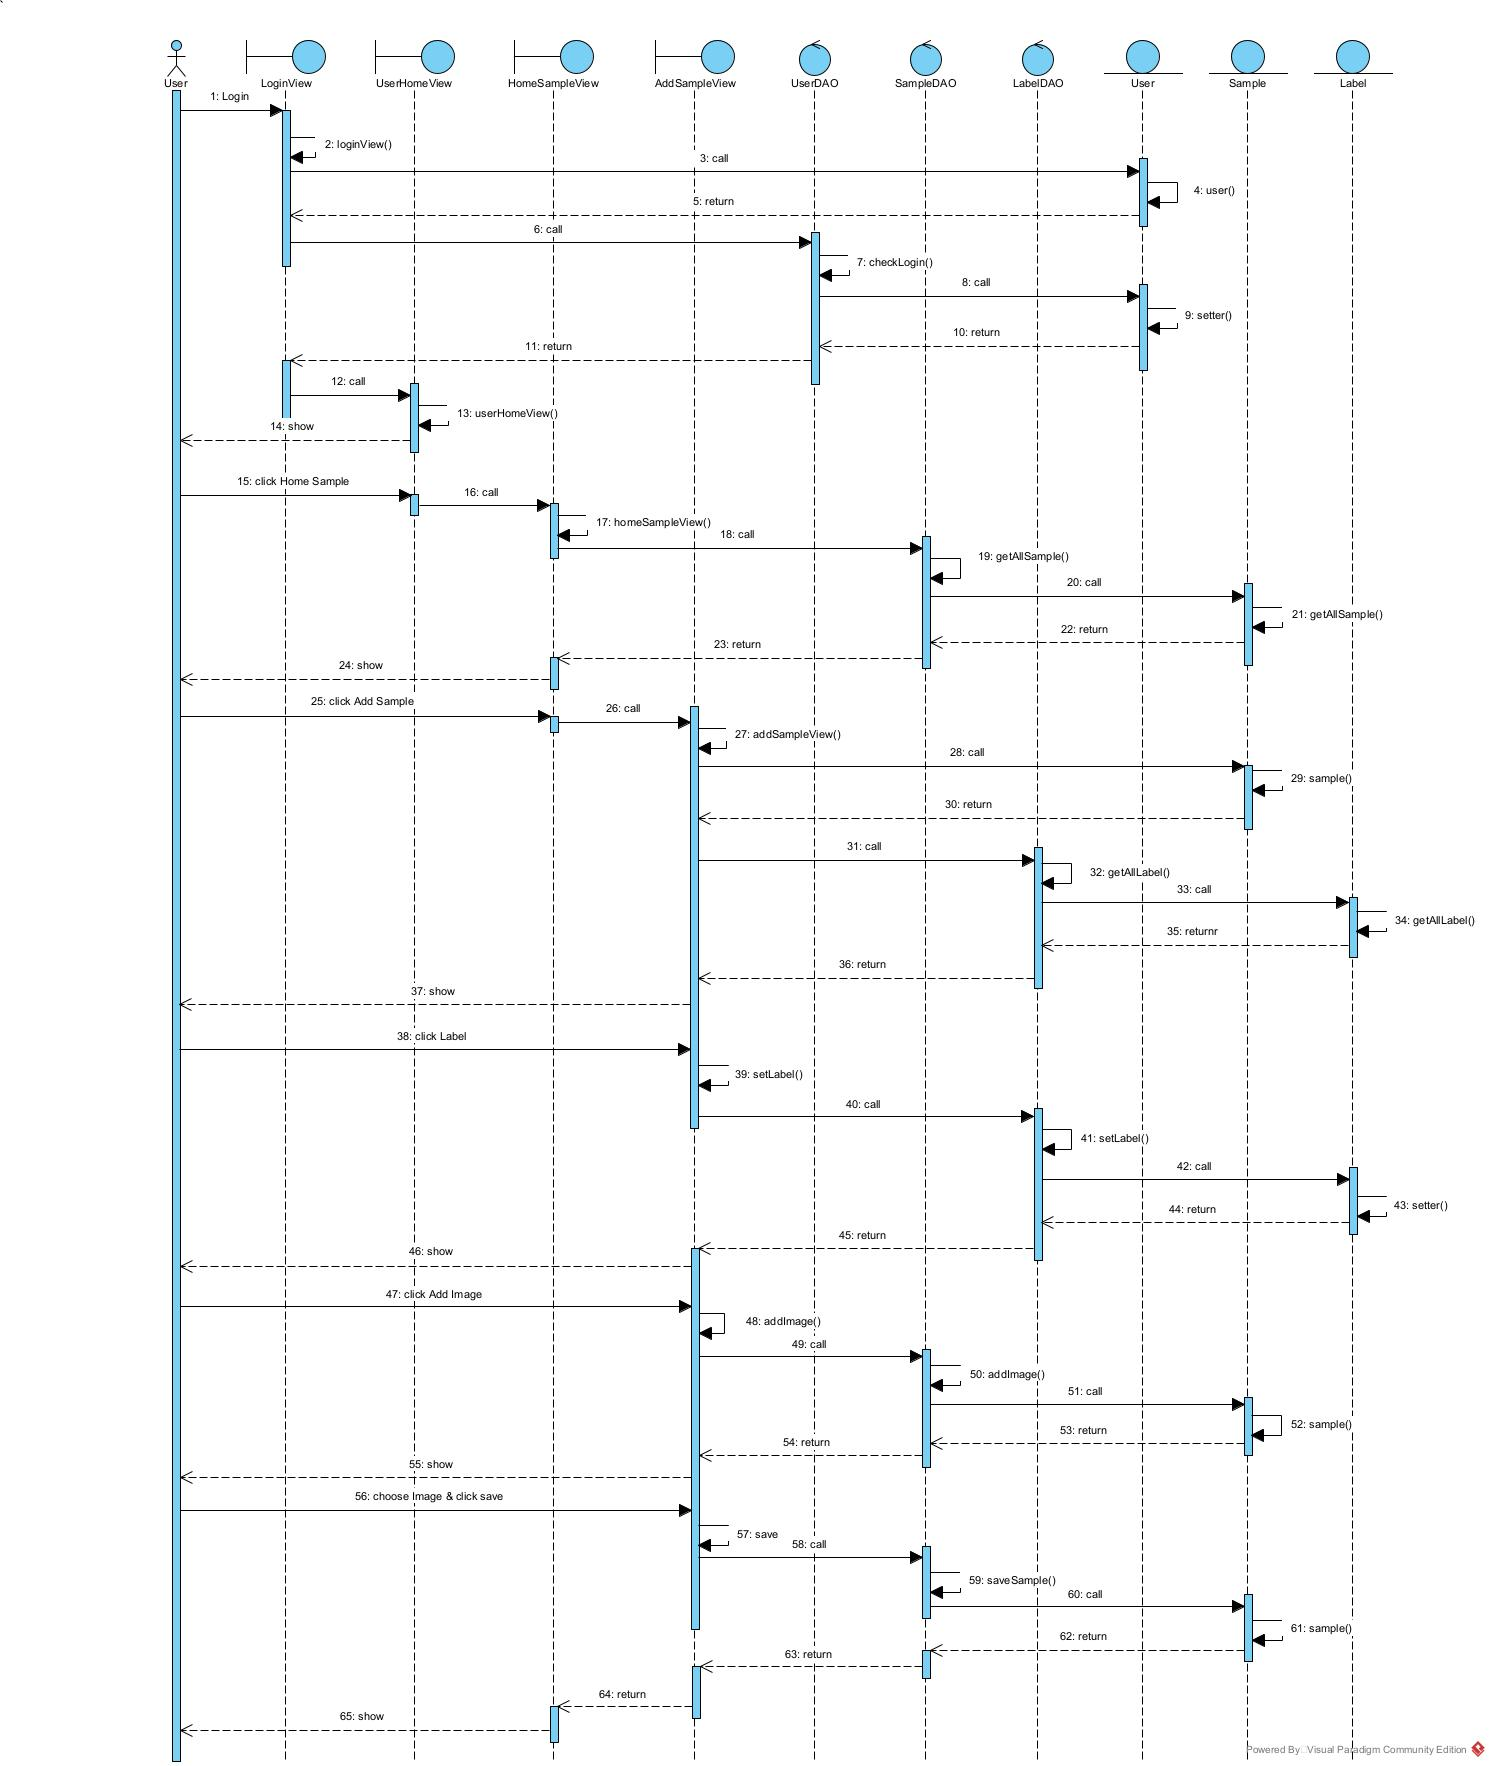 User
LoginView
UserHomeView
HomeSampleView
AddSampleView
UserDAO
SampleDAO
LabelDAO
User
Sample
Label
1: Login
2: loginView()
3: call
4: user()
5: return
6: call
7: checkLogin()
8: call
9: setter()
10: return
11: return
12: call
13: userHomeView()
14: show
15: click Home Sample
16: call
17: homeSampleView()
18: call
19: getAllSample()
20: call
21: getAllSample()
22: return
23: return
24: show
25: click Add Sample
26: call
27: addSampleView()
28: call
29: sample()
30: return
31: call
32: getAllLabel()
33: call
34: getAllLabel()
35: returnr
36: return
37: show
38: click Label
39: setLabel()
40: call
41: setLabel()
42: call
43: setter()
44: return
45: return
46: show
47: click Add Image
48: addImage()
49: call
50: addImage()
51: call
52: sample()
53: return
54: return
55: show
56: choose Image & click save
57: save
58: call
59: saveSample()
60: call
61: sample()
62: return
63: return
64: return
65: show
Powered By Visual Paradigm Community Edition